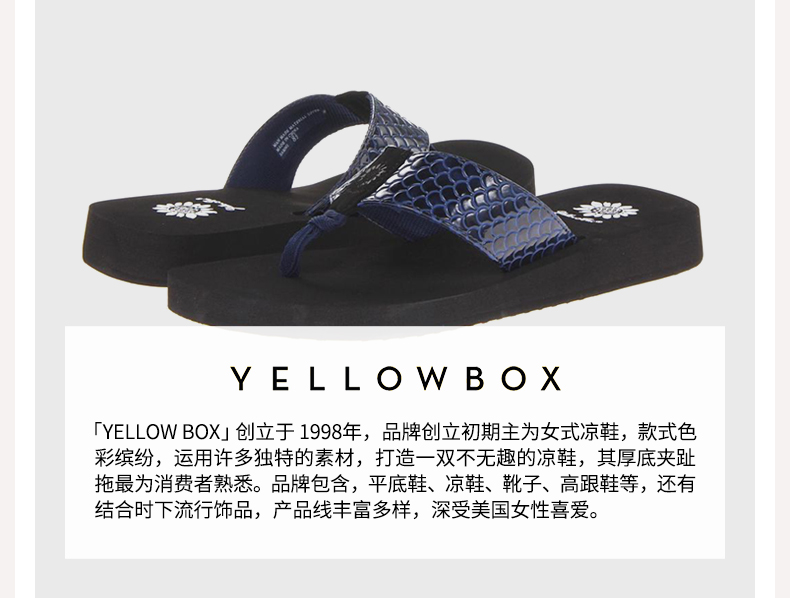 YELLOWBOX
「YELLOW BOX」创立于 1998年，品牌创立初期主为女式凉鞋，款式色
彩缤纷，运用许多独特的素材，打造一双不无趣的凉鞋，其厚底夹趾
拖最为消费者熟悉。品牌包含，平底鞋、凉鞋、靴子、高跟鞋等，还有
结合时下流行饰品，产品线丰富多样，深受美国女性喜爱。